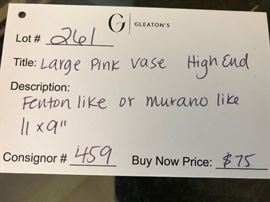 G GLEATON'S
Lot # 261
Title: Large Pink Vase High End
Description:
Fenton like or murano like
11 x 9"
Consignor # 459 Buy Now Price: $75